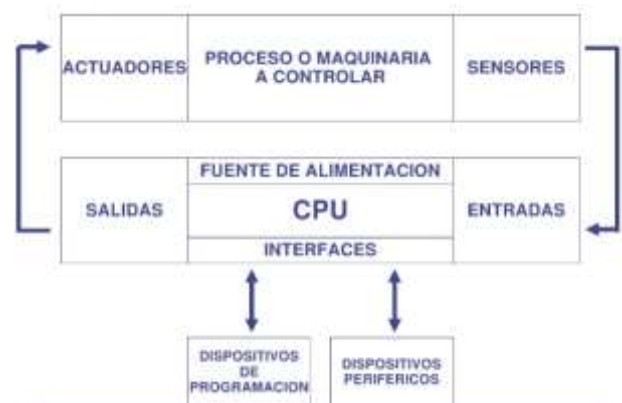 ACTUADORES
PROCESO O MAQUINARIA
A CONTROLAR
SENSORES
FUENTE DE ALIMENTACION
SALIDAS
CPU
ENTRADAS
INTERFACES
DISPOSITIVOS
DE
PROGRAMACION
DISPOSITIVOS
PERIFERICOS